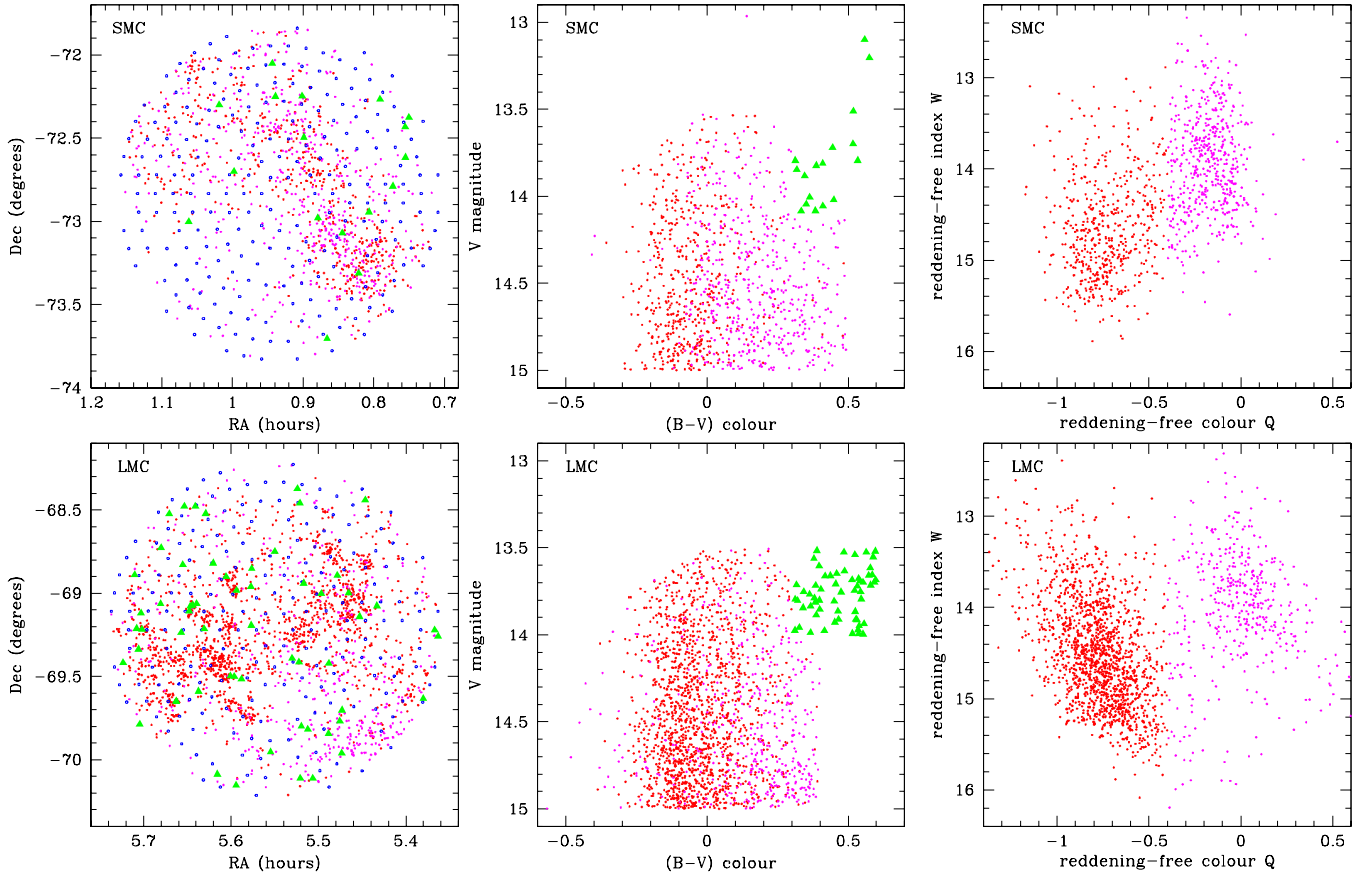 SMC
Dec (degrees)
−72
−72.5
−73
−73.5
−74
1.2
1.1
1
0.9
0.8
0.7
RA (hours)
SMC
V magnitude
13
13.5
14
14.5
15
−0.5
0
0.5
(B−V) colour
SMC
reddening-free index W
13
14
15
16
−1
−0.5
0
0.5
reddening-free colour Q
LMC
Dec (degrees)
−68.5
−69
−69.5
−70
5.7
5.6
5.5
5.4
RA (hours)
LMC
V magnitude
13
13.5
14
14.5
15
−0.5
0
0.5
(B−V) colour
LMC
reddening-free index W
13
14
15
16
−1
−0.5
0
0.5
reddening-free colour Q